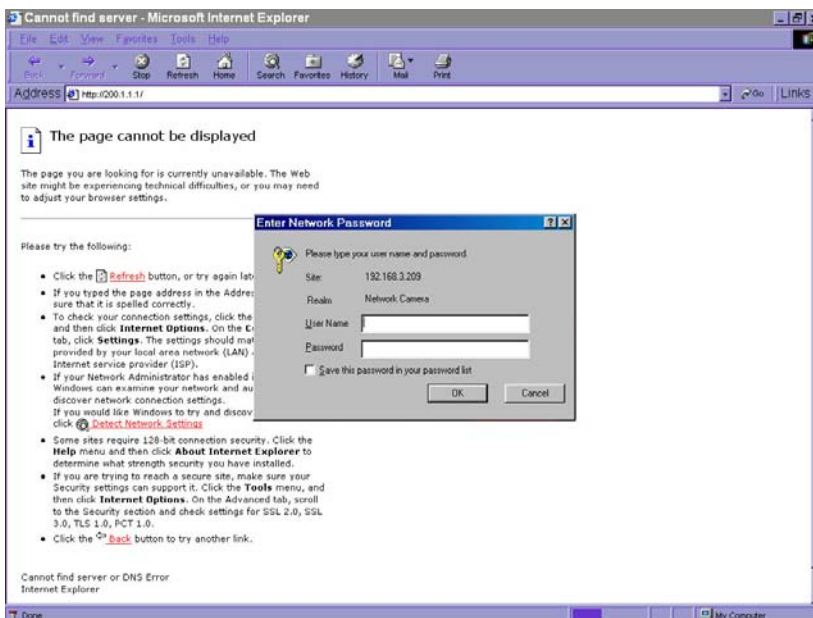 Cannot find server - Microsoft Internet Explorer
File Edit View Favorites Tools Help
Back Forward Stop Refresh Home Search Favorites History Mail Print
Address http://200.1.1.1/ Go Links
The page cannot be displayed
The page you are looking for is currently unavailable. The Web
site might be experiencing technical difficulties, or you may need
to adjust your browser settings.
Please try the following:
Click the Refresh button, or try again lat
If you typed the page address in the Addre
sure that it is spelled correctly.
To check your connection settings, click the
and then click Internet Options. On the C
tab, click Settings. The settings should ma
provided by your local area network (LAN)
Internet service provider (ISP).
If your Network Administrator has enabled i
Windows can examine your network and au
discover network connection settings.
If you would like Windows to try and discov
click Detect Network Settings
Some sites require 128-bit connection security. Click the
Help menu and then click About Internet Explorer to
determine what strength security you have installed.
If you are trying to reach a secure site, make sure your
Security settings can support it. Click the Tools menu, and
then click Internet Options. On the Advanced tab, scroll
to the Security section and check settings for SSL 2.0, SSL
3.0, TLS 1.0, PCT 1.0.
Click the Back button to try another link.
Cannot find server or DNS Error
Internet Explorer
Enter Network Password
Please type your user name and password.
Site: 192.168.3.209
Realm Network Camera
User Name
Password
Save this password in your password list
OK Cancel
Done My Computer